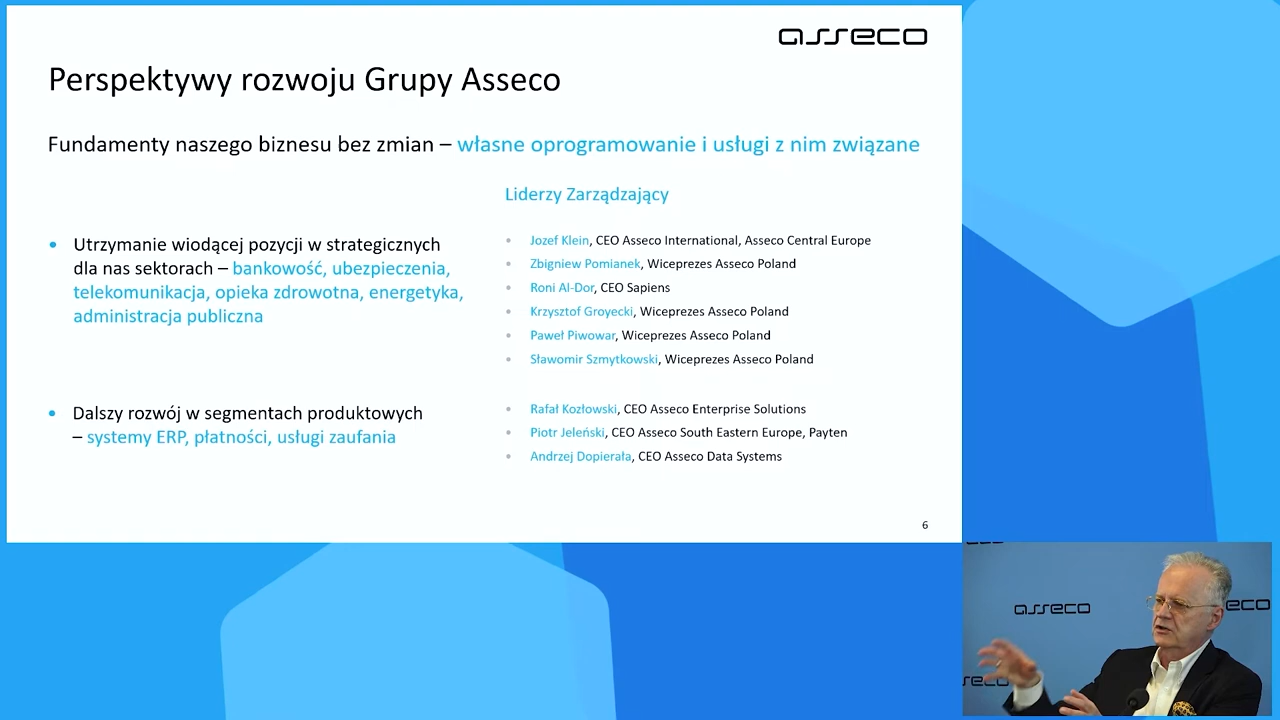 asseco
Perspektywy rozwoju Grupy Asseco
Fundamenty naszego biznesu bez zmian – własne oprogramowanie i usługi z nim związane
Liderzy Zarządzający
• Utrzymanie wiodącej pozycji w strategicznych
dla nas sektorach – bankowość, ubezpieczenia,
telekomunikacja, opieka zdrowotna, energetyka,
administracja publiczna
• Jozef Klein, CEO Asseco International, Asseco Central Europe
• Zbigniew Pomianek, Wiceprezes Asseco Poland
• Roni Al-Dor, CEO Sapiens
• Krzysztof Groyecki, Wiceprezes Asseco Poland
• Paweł Piwowar, Wiceprezes Asseco Poland
• Sławomir Szmytkowski, Wiceprezes Asseco Poland
• Dalszy rozwój w segmentach produktowych
– systemy ERP, płatności, usługi zaufania
• Rafał Kozłowski, CEO Asseco Enterprise Solutions
• Piotr Jeleński, CEO Asseco South Eastern Europe, Payten
• Andrzej Dopierała, CEO Asseco Data Systems
6
asseco
eco
sseco